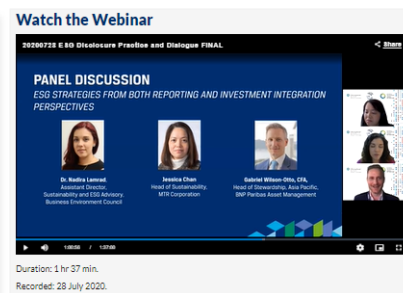 Watch the Webinar
20200728 ESG Disclosure Practise and Dialogue FINAL
Share
PANEL DISCUSSION
ESG STRATEGIES FROM BOTH REPORTING AND INVESTMENT INTEGRATION
PERSPECTIVES
Dr. Nadira Lamrad
Assistant Director,
Sustainability and ESG Advisory,
Business Environment Council
Jessica Chan
Head of Sustainability,
MTR Corporation
Gabriel Wilson-Otto, CFA,
Head of Stewardship, Asia Pacific,
BNP Paribas Asset Management
1:00:58 / 1:37:00
Duration: 1 hr 37 min.
Recorded: 28 July 2020.